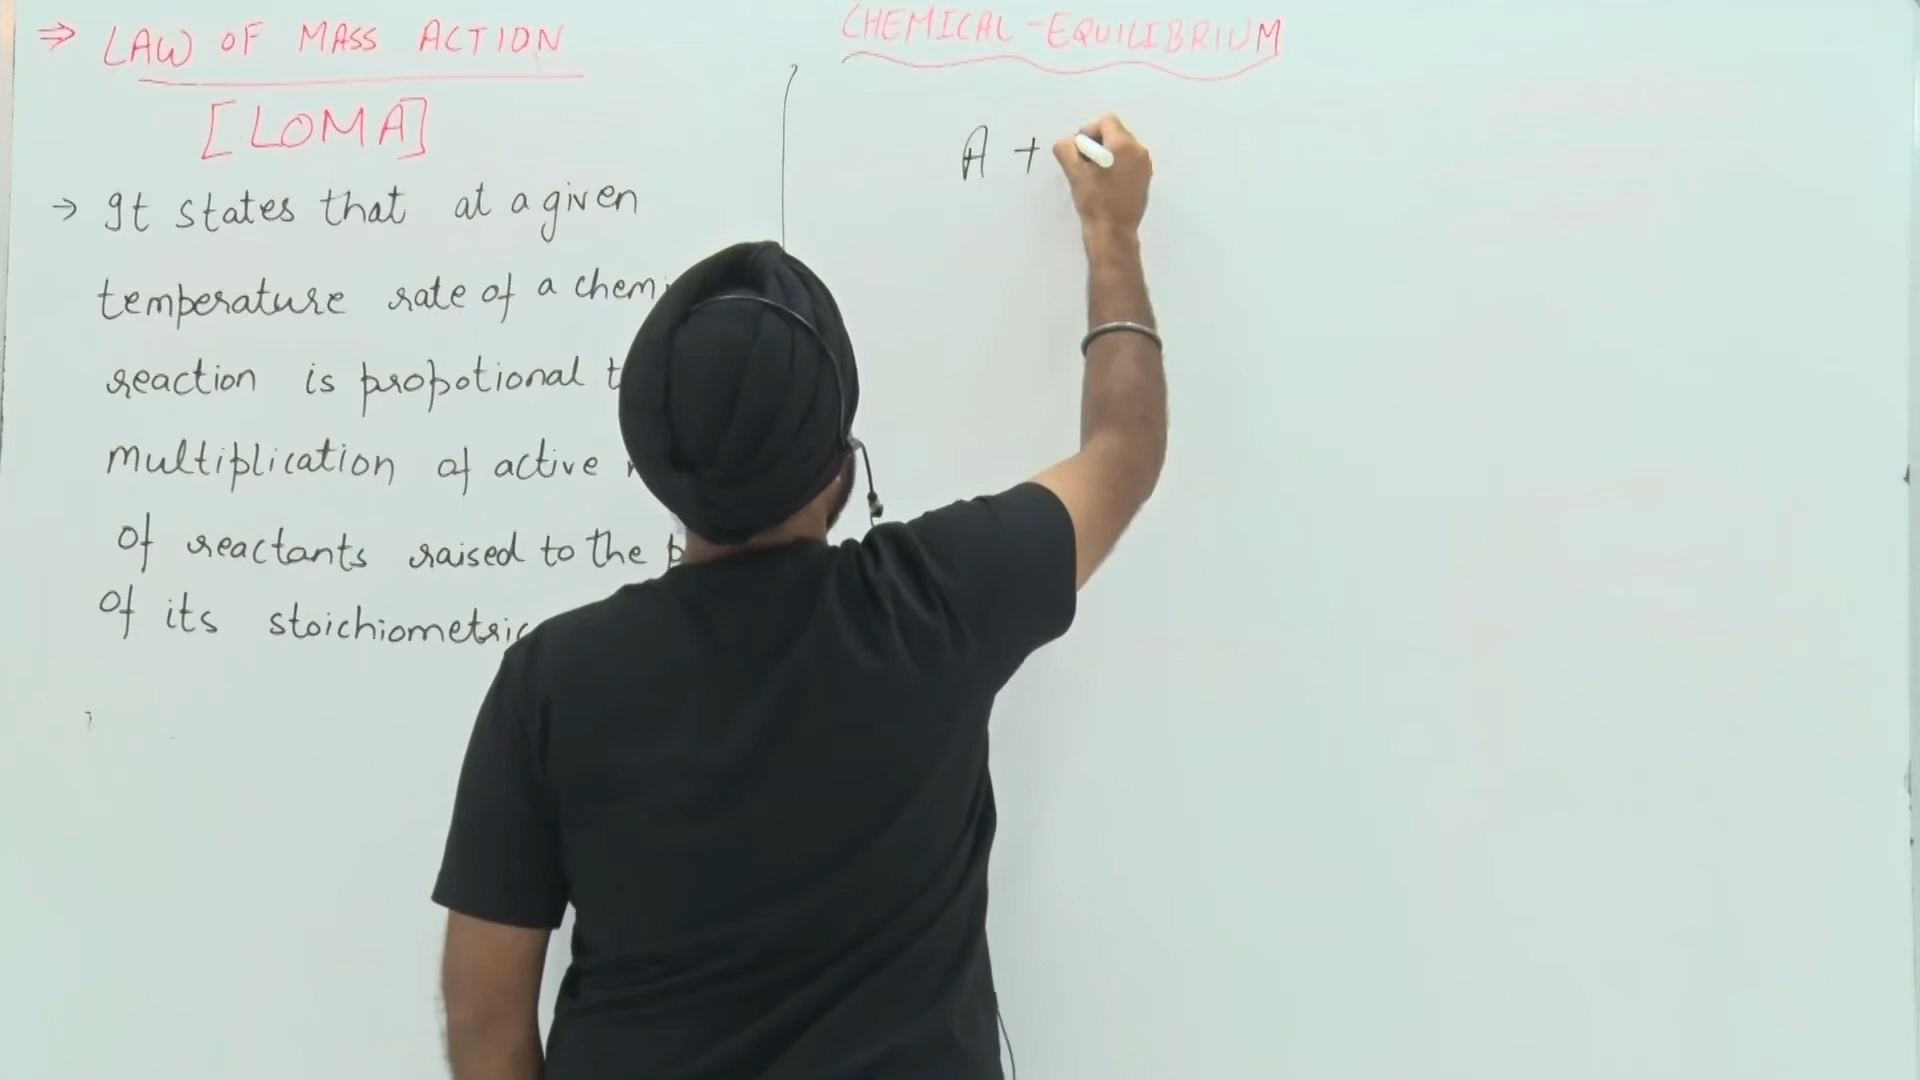 ⇒ LAW OF MASS ACTION
[LOMA]
→ It states that at a given
temperature rate of a
reaction is propotional
multiplication of active
of reactants raised to the
of its stoichiometric
CHEMICAL-EQUILIBRIUM
A +